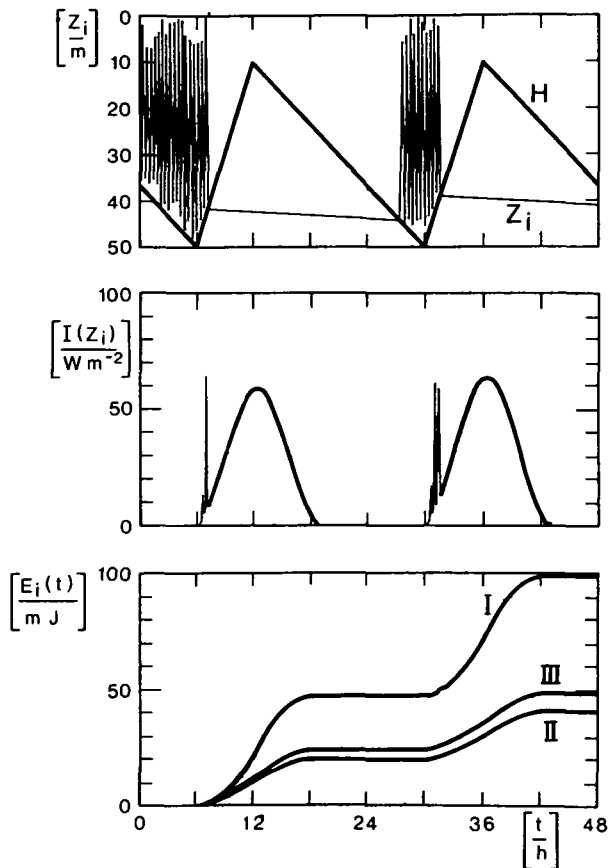 [Z_i/m]
0
10
20
30
40
50
H
Z_i
[I(Z_i)/W m⁻²]
100
50
0
[E_i(t)/m J]
100
50
0
I
III
II
0 12 24 36 48
[t/h]